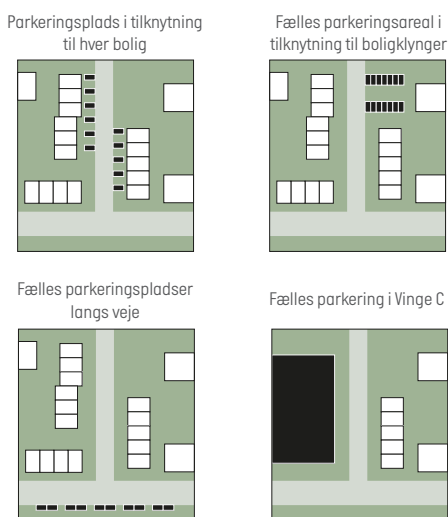 Parkeringsplads i tilknytning
til hver bolig
Fælles parkeringsareal i
tilknytning til boligklynger
Fælles parkeringspladser
langs veje
Fælles parkering i Vinge C